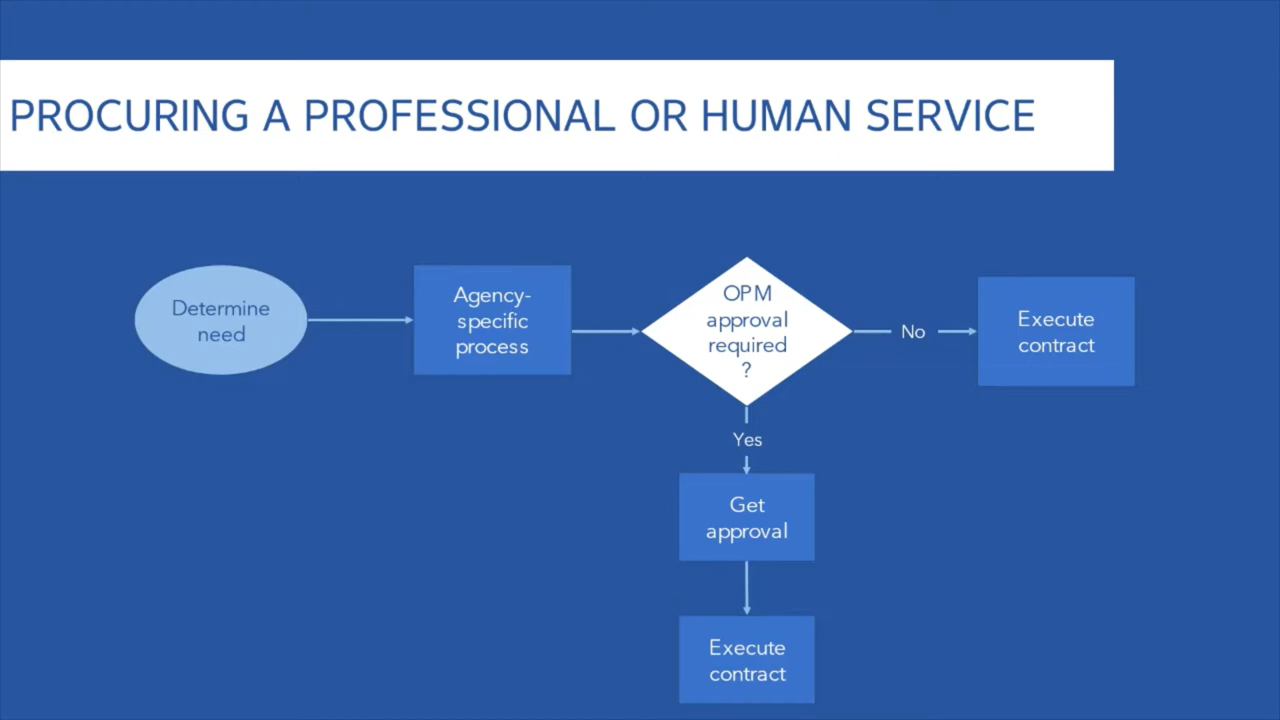 PROCURING A PROFESSIONAL OR HUMAN SERVICE
Determine
need
Agency-
specific
process
OPM
approval
required
?
No
Execute
contract
Yes
Get
approval
Execute
contract